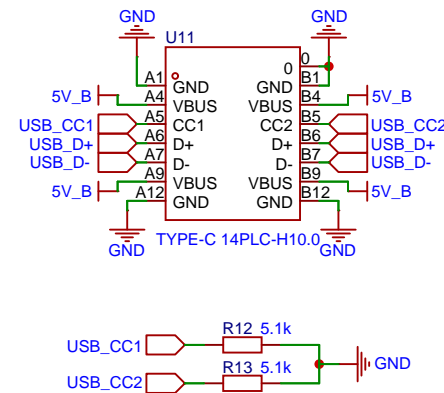 GND GND
U11
0
A1 GND 0 GND B1
5V_B A4 VBUS VBUS B4 5V_B
USB_CC1 A5 CC1 CC2 B5 USB_CC2
USB_D+ A6 D+ D+ B6 USB_D+
USB_D- A7 D- D- B7 USB_D-
5V_B A9 VBUS VBUS B9 5V_B
A12 GND GND B12
TYPE-C 14PLC-H10.0
GND GND
R12 5.1k
USB_CC1
GND
R13 5.1k
USB_CC2